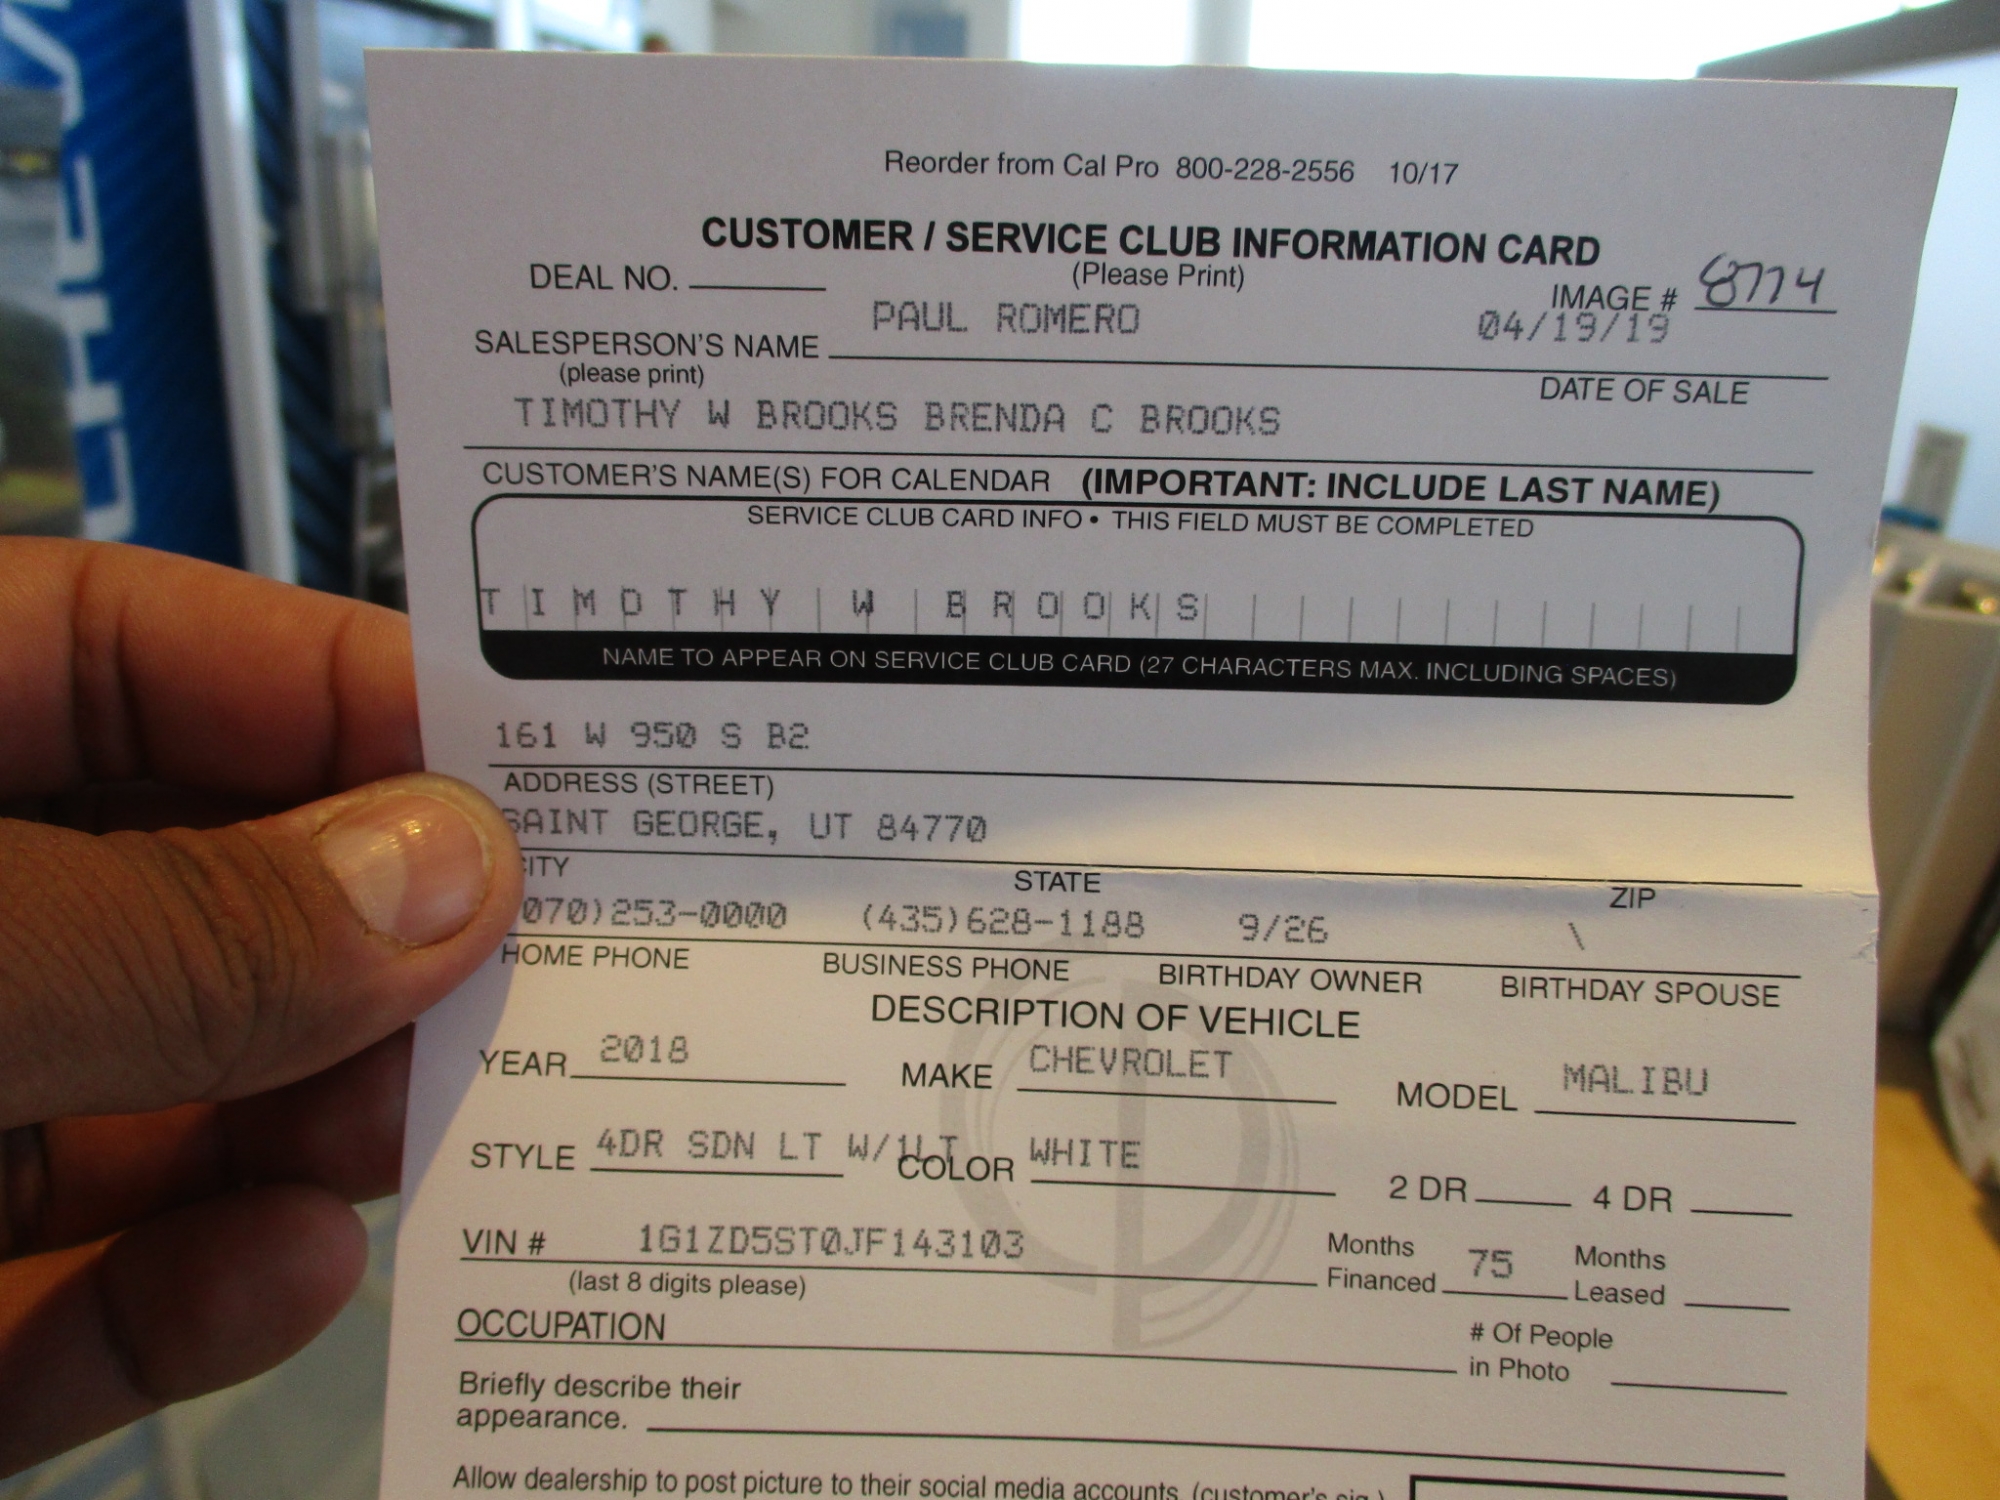 Reorder from Cal Pro 800-228-2556 10/17
CUSTOMER / SERVICE CLUB INFORMATION CARD
(Please Print)
DEAL NO.
IMAGE # 8774
SALESPERSON'S NAME PAUL ROMERO 04/19/19
(please print) DATE OF SALE
TIMOTHY W BROOKS BRENDA C BROOKS
CUSTOMER'S NAME(S) FOR CALENDAR (IMPORTANT: INCLUDE LAST NAME)
SERVICE CLUB CARD INFO • THIS FIELD MUST BE COMPLETED
TIMOTHY W BROOKS
NAME TO APPEAR ON SERVICE CLUB CARD (27 CHARACTERS MAX. INCLUDING SPACES)
161 W 950 S B2
ADDRESS (STREET)
SAINT GEORGE, UT 84770
CITY STATE ZIP
070)253-0000 (435)628-1188 9/26 \
HOME PHONE BUSINESS PHONE BIRTHDAY OWNER BIRTHDAY SPOUSE
DESCRIPTION OF VEHICLE
YEAR 2018 MAKE CHEVROLET MODEL MALIBU
STYLE 4DR SDN LT W/1LT COLOR WHITE 2 DR 4 DR
VIN # 1G1ZD5ST0JF143103 Months Financed 75 Months Leased
(last 8 digits please)
OCCUPATION # Of People in Photo
Briefly describe their
appearance.
Allow dealership to post picture to their social media accounts. (customer's sig.)